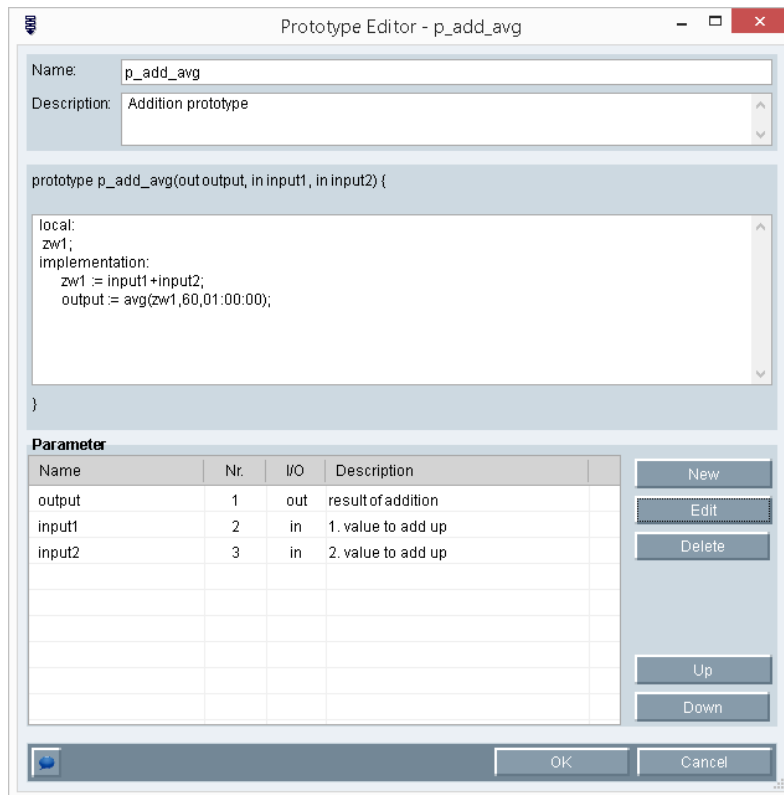 Prototype Editor - p_add_avg
Name: p_add_avg
Description: Addition prototype
prototype p_add_avg(out output, in input1, in input2) {
local:
zw1;
implementation:
zw1 := input1+input2;
output := avg(zw1,60,01:00:00);
}
Parameter
Name Nr. I/O Description
output 1 out result of addition
input1 2 in 1. value to add up
input2 3 in 2. value to add up
New
Edit
Delete
Up
Down
OK Cancel